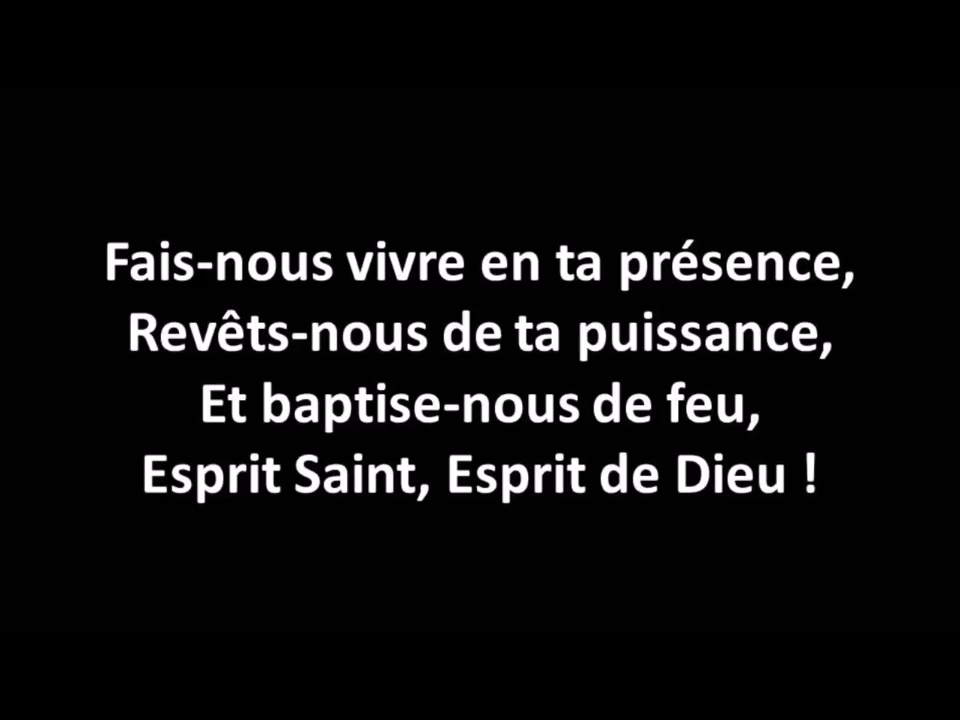 Fais-nous vivre en ta présence,
Revêts-nous de ta puissance,
Et baptise-nous de feu,
Esprit Saint, Esprit de Dieu !